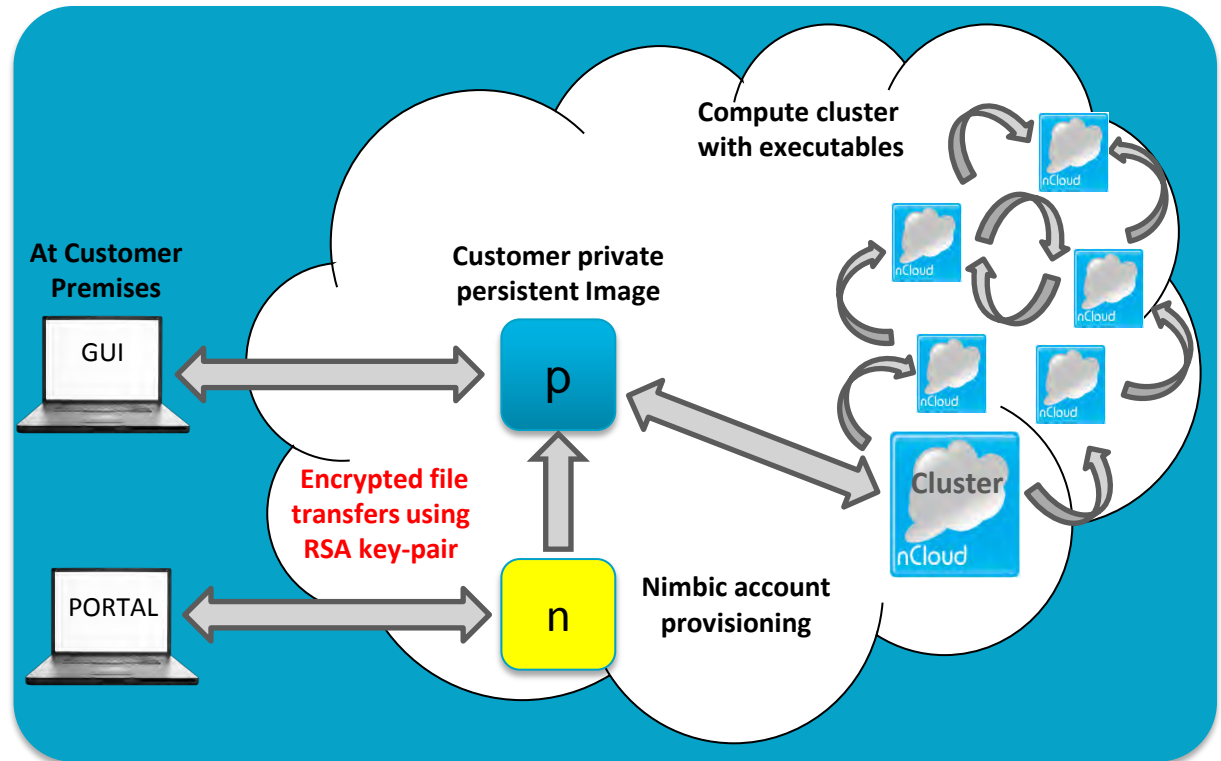 Compute cluster
with executables
nCloud
nCloud
nCloud
At Customer
Premises
Customer private
persistent Image
GUI
p
nCloud
nCloud
Encrypted file
transfers using
RSA key-pair
Cluster
nCloud
PORTAL
n
Nimbic account
provisioning